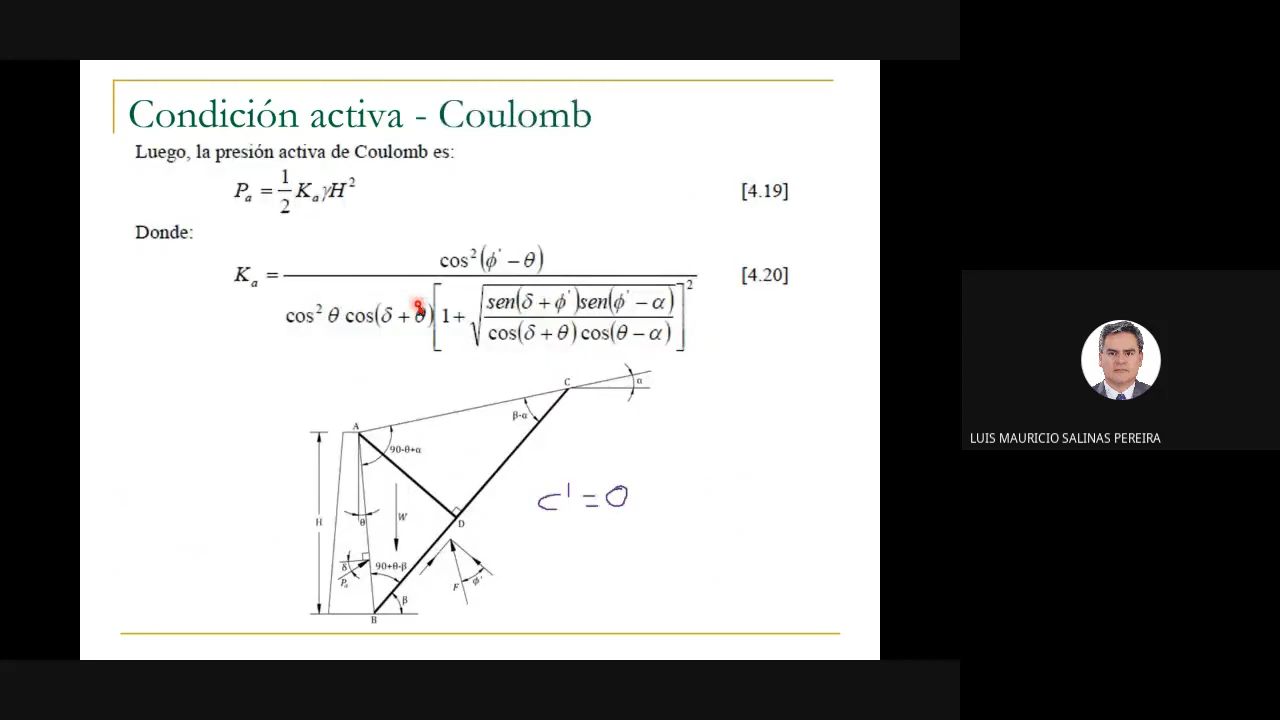 Condición activa - Coulomb
Luego, la presión activa de Coulomb es:
P_a = 1/2 K_a γH^2 [4.19]
Donde:
K_a = cos^2(ϕ' − θ) / cos^2 θ cos(δ + θ)[1 + √(sen(δ + ϕ')sen(ϕ' − α) / cos(δ + θ) cos(θ − α))]^2 [4.20]
C
α
β-α
A
90-θ+α
H
θ
W
D
C' = 0
δ
P_a
90+θ-β
F
ϕ'
β
B
LUIS MAURICIO SALINAS PEREIRA